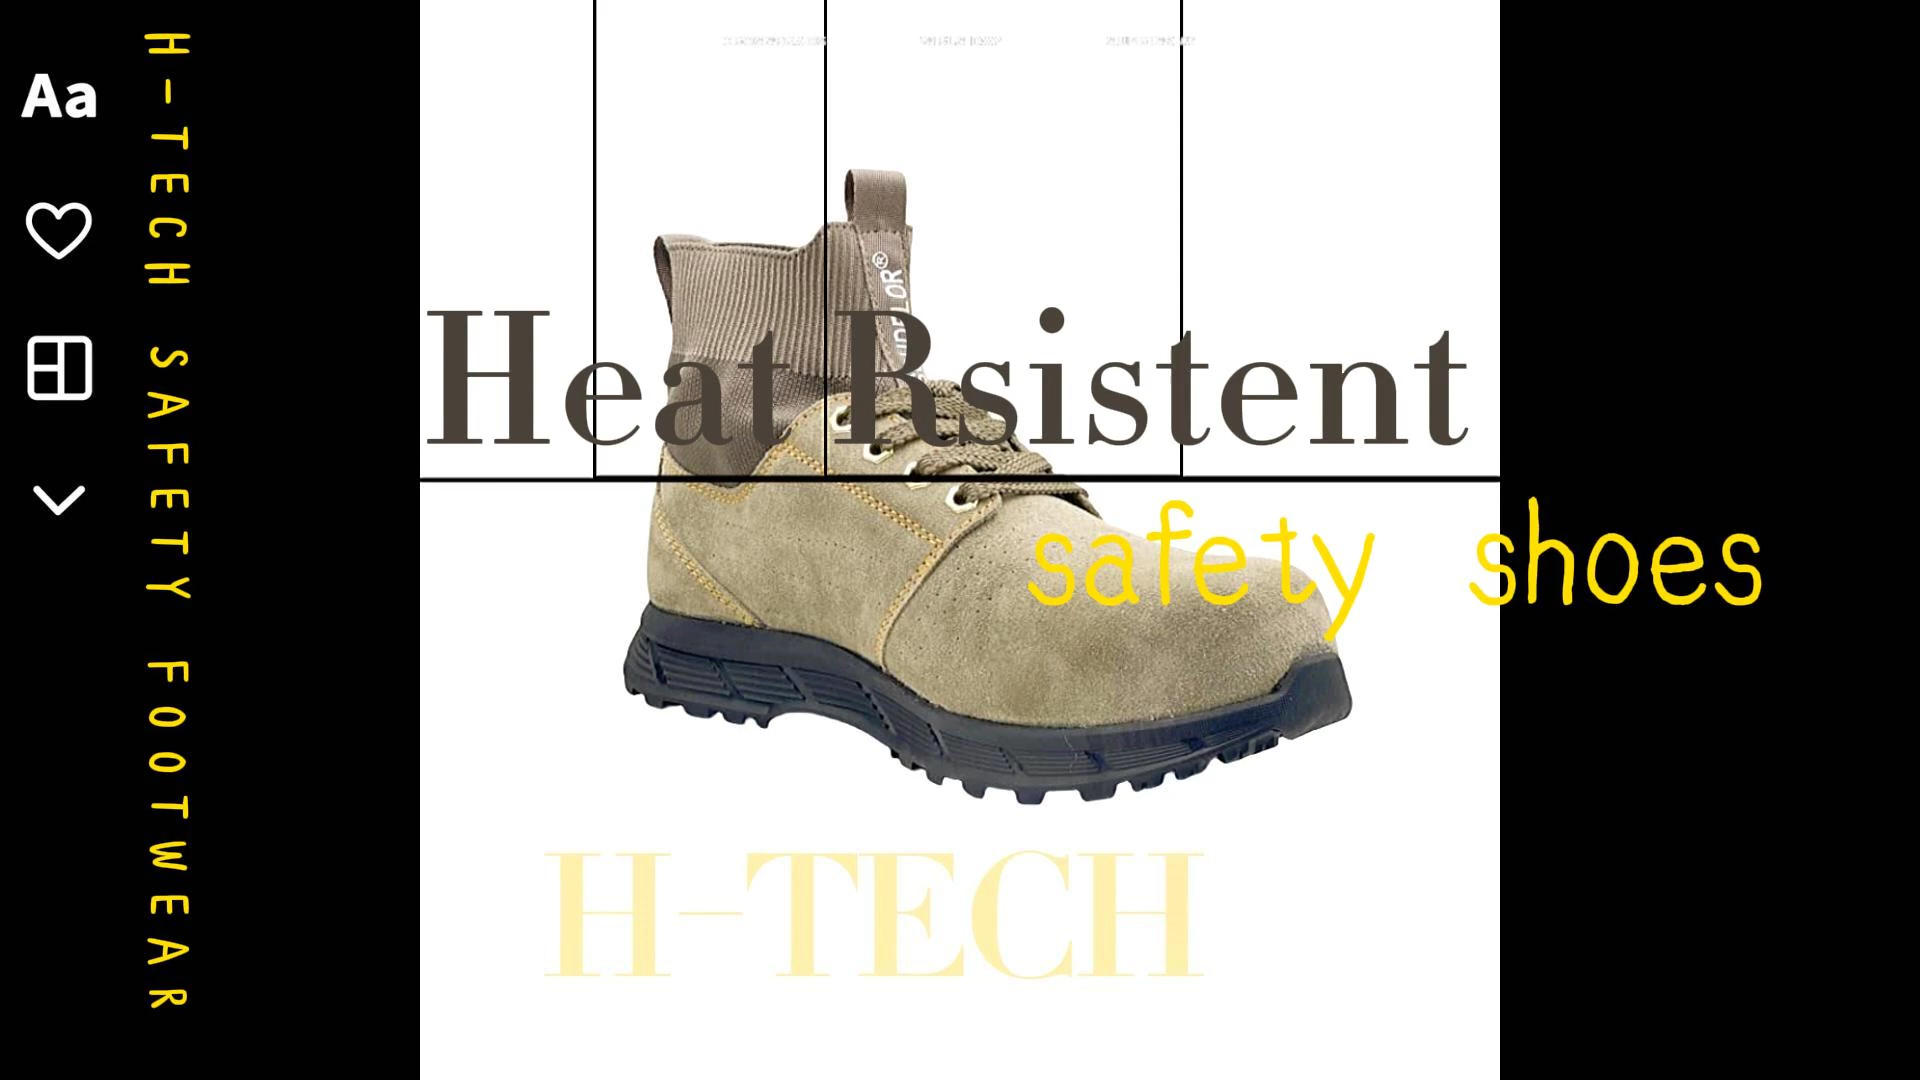 Aa
H-TECH SAFETY FOOTWEAR
Heat Rsistent
safety shoes
H-TECH